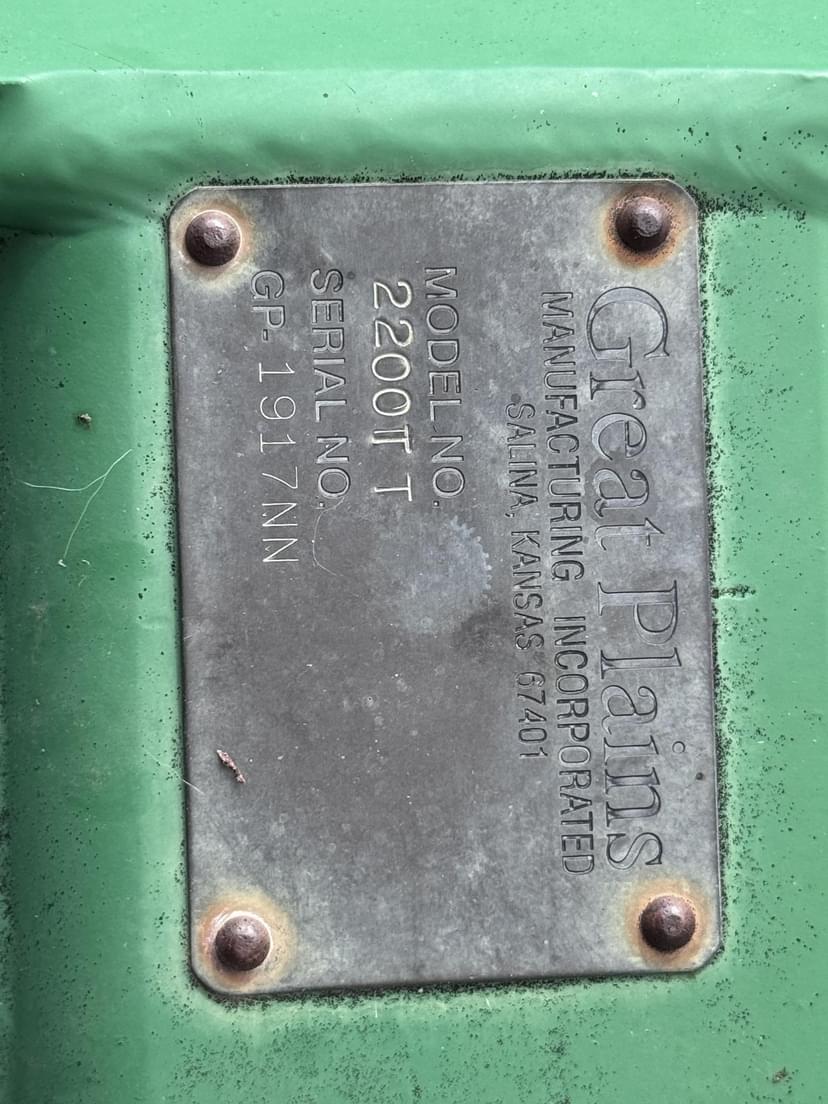 Great Plains
MANUFACTURING INCORPORATED
SALINA, KANSAS 67401
MODEL NO.
2200TT T
SERIAL NO.
GP-1917NN